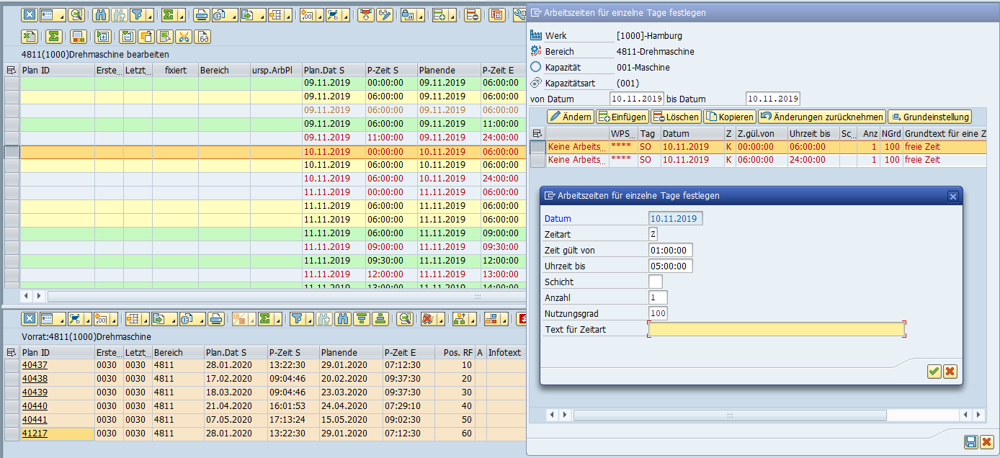 4811(1000)Drehmaschine bearbeiten
Plan ID Erste... Letzt... fixiert Bereich ursp.ArbPl Plan.Dat S P-Zeit S Planende P-Zeit E
09.11.2019 00:00:00 09.11.2019 06:00:00
09.11.2019 06:00:00 09.11.2019 06:00:00
09.11.2019 06:00:00 09.11.2019 06:00:00
09.11.2019 06:00:00 09.11.2019 11:00:00
09.11.2019 11:00:00 09.11.2019 24:00:00
10.11.2019 00:00:00 10.11.2019 06:00:00
10.11.2019 06:00:00 10.11.2019 06:00:00
10.11.2019 06:00:00 10.11.2019 24:00:00
11.11.2019 00:00:00 11.11.2019 06:00:00
11.11.2019 06:00:00 11.11.2019 06:00:00
11.11.2019 06:00:00 11.11.2019 06:00:00
11.11.2019 06:00:00 11.11.2019 09:00:00
11.11.2019 09:00:00 11.11.2019 09:30:00
11.11.2019 09:30:00 11.11.2019 12:00:00
11.11.2019 12:00:00 11.11.2019 13:00:00
11.11.2019 13:00:00 11.11.2019 14:00:00
Vorrat:4811(1000)Drehmaschine
Plan ID Erste... Letzt... Bereich Plan.Dat S P-Zeit S Planende P-Zeit E Pos. RF A Infotext
40437 0030 0030 4811 28.01.2020 13:22:30 29.01.2020 07:12:30 10
40438 0030 0030 4811 17.02.2020 09:04:46 20.02.2020 09:37:30 20
40439 0030 0030 4811 18.03.2020 09:04:46 23.03.2020 09:37:30 30
40440 0030 0030 4811 21.04.2020 16:01:53 24.04.2020 07:29:10 40
40441 0030 0030 4811 07.05.2020 17:13:24 15.05.2020 09:02:30 50
41217 0030 0030 4811 28.01.2020 13:22:30 29.01.2020 07:12:30 60
Arbeitszeiten für einzelne Tage festlegen
Werk [1000]-Hamburg
Bereich 4811-Drehmaschine
Kapazität 001-Maschine
Kapazitätsart (001)
von Datum 10.11.2019 bis Datum 10.11.2019
Ändern Einfügen Löschen Kopieren Änderungen zurücknehmen Grundeinstellung
WPS... Tag Datum Z Z.gül.von Uhrzeit bis Sc... Anz NGrd Grundtext für eine Z
Keine Arbeits... **** SO 10.11.2019 K 00:00:00 06:00:00 1 100 freie Zeit
Keine Arbeits... **** SO 10.11.2019 K 06:00:00 24:00:00 1 100 freie Zeit
Arbeitszeiten für einzelne Tage festlegen
Datum 10.11.2019
Zeitart Z
Zeit gült von 01:00:00
Uhrzeit bis 05:00:00
Schicht
Anzahl 1
Nutzungsgrad 100
Text für Zeitart